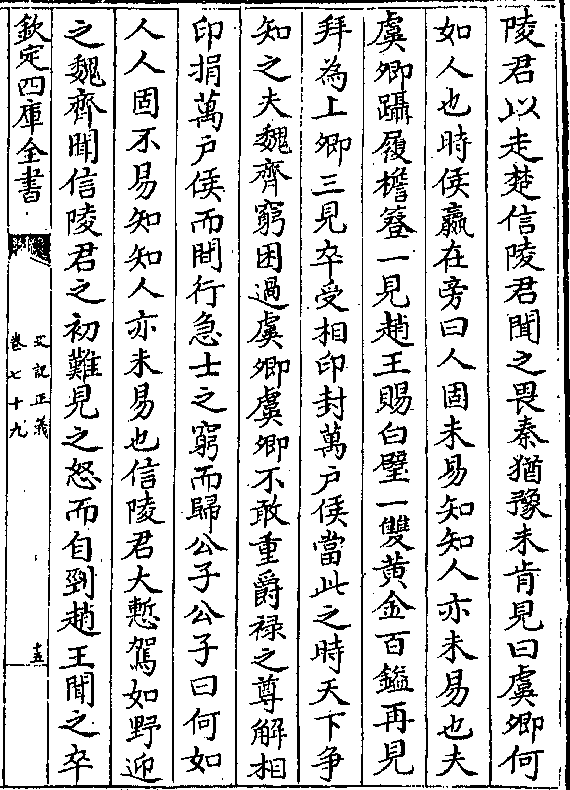 陵君以走楚信陵君聞之畏秦猶豫未肯見曰虞卿何
如人也時侯嬴在旁曰人固未易知知人亦未易也夫
虞卿躡履檐簦一見趙王賜白璧一雙黃金百鎰再見
拜為上卿三見卒受相印封萬戶侯當此之時天下争
知之夫魏齊窮困過虞卿虞卿不敢重爵禄之尊解相
印捐萬戶侯而間行急士之窮而歸公子公子曰何如
人人固不易知知人亦未易也信陵君大慙駕如野迎
之魏齊聞信陵君之初難見之怒而自剄趙王聞之卒
欽定四庫全書
史記正義
卷七十九
十五